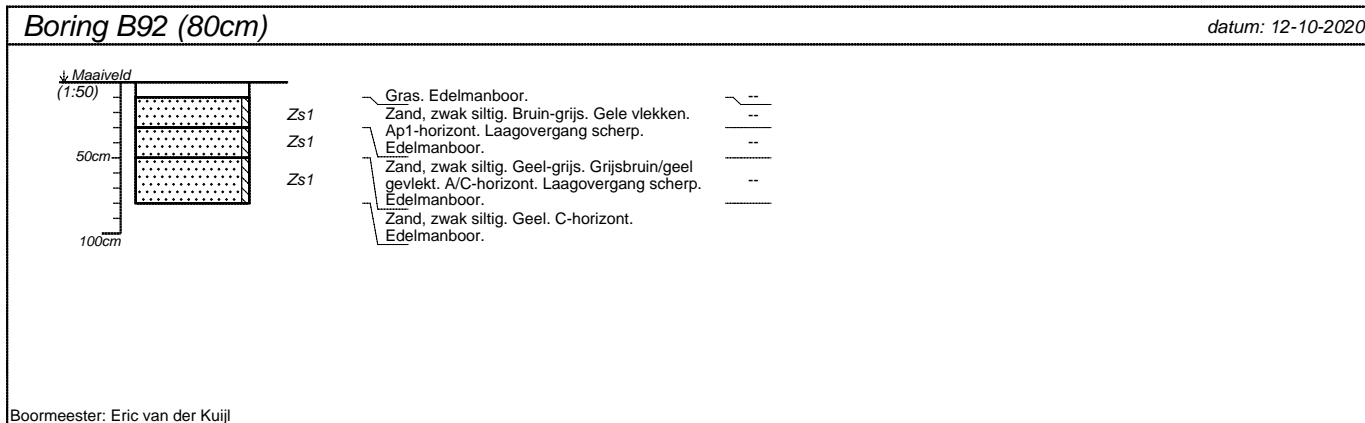 Boring B92 (80cm)
datum: 12-10-2020
Maaiveld
(1:50)
50cm
100cm
Zs1
Zs1
Zs1
Gras. Edelmanboor.
Zand, zwak siltig. Bruin-grijs. Gele vlekken.
Ap1-horizont. Laagovergang scherp.
Edelmanboor.
Zand, zwak siltig. Geel-grijs. Grijsbruin/geel
gevlekt. A/C-horizont. Laagovergang scherp.
Edelmanboor.
Zand, zwak siltig. Geel. C-horizont.
Edelmanboor.
--
--
--
--
Boormeester: Eric van der Kuijl